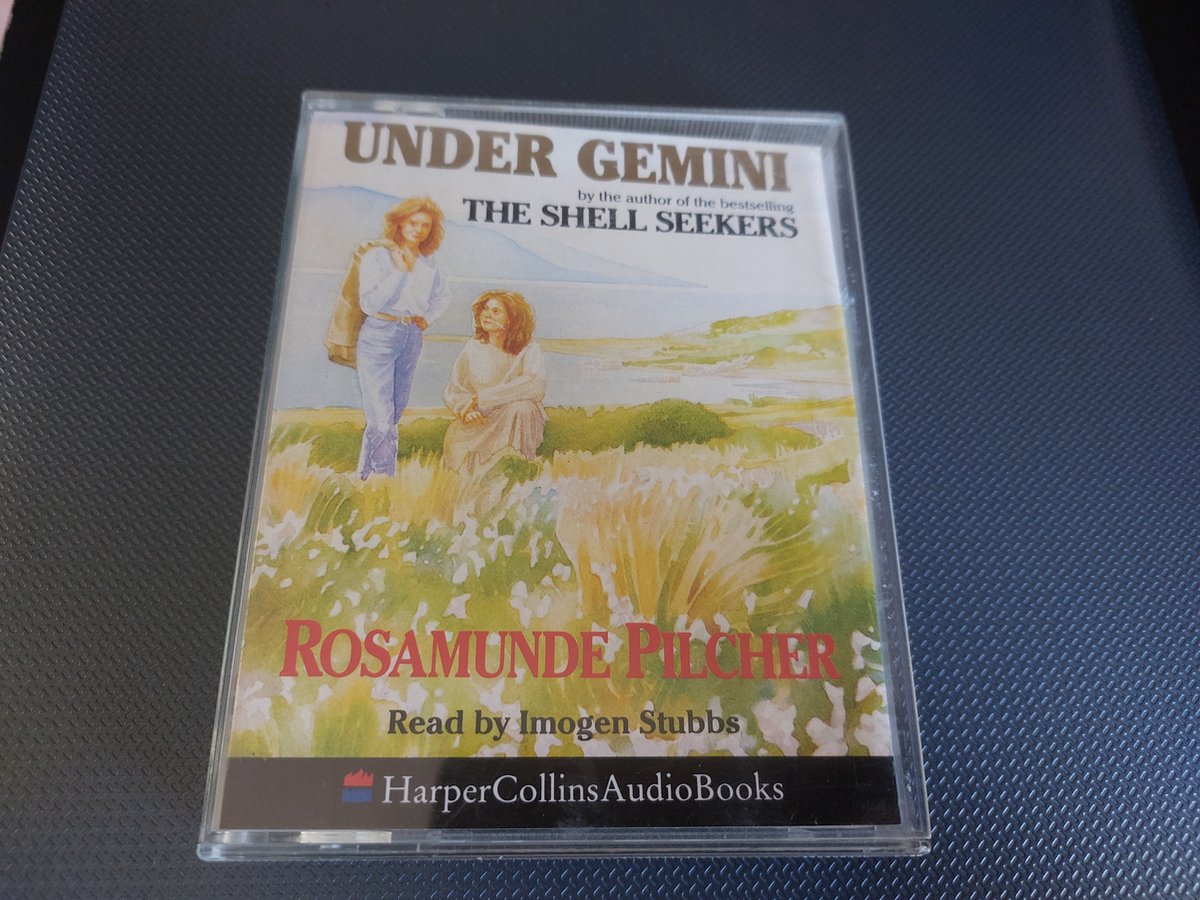 UNDER GEMINI
by the author of the bestselling
THE SHELL SEEKERS
ROSAMUNDE PILCHER
Read by Imogen Stubbs
HarperCollinsAudioBooks